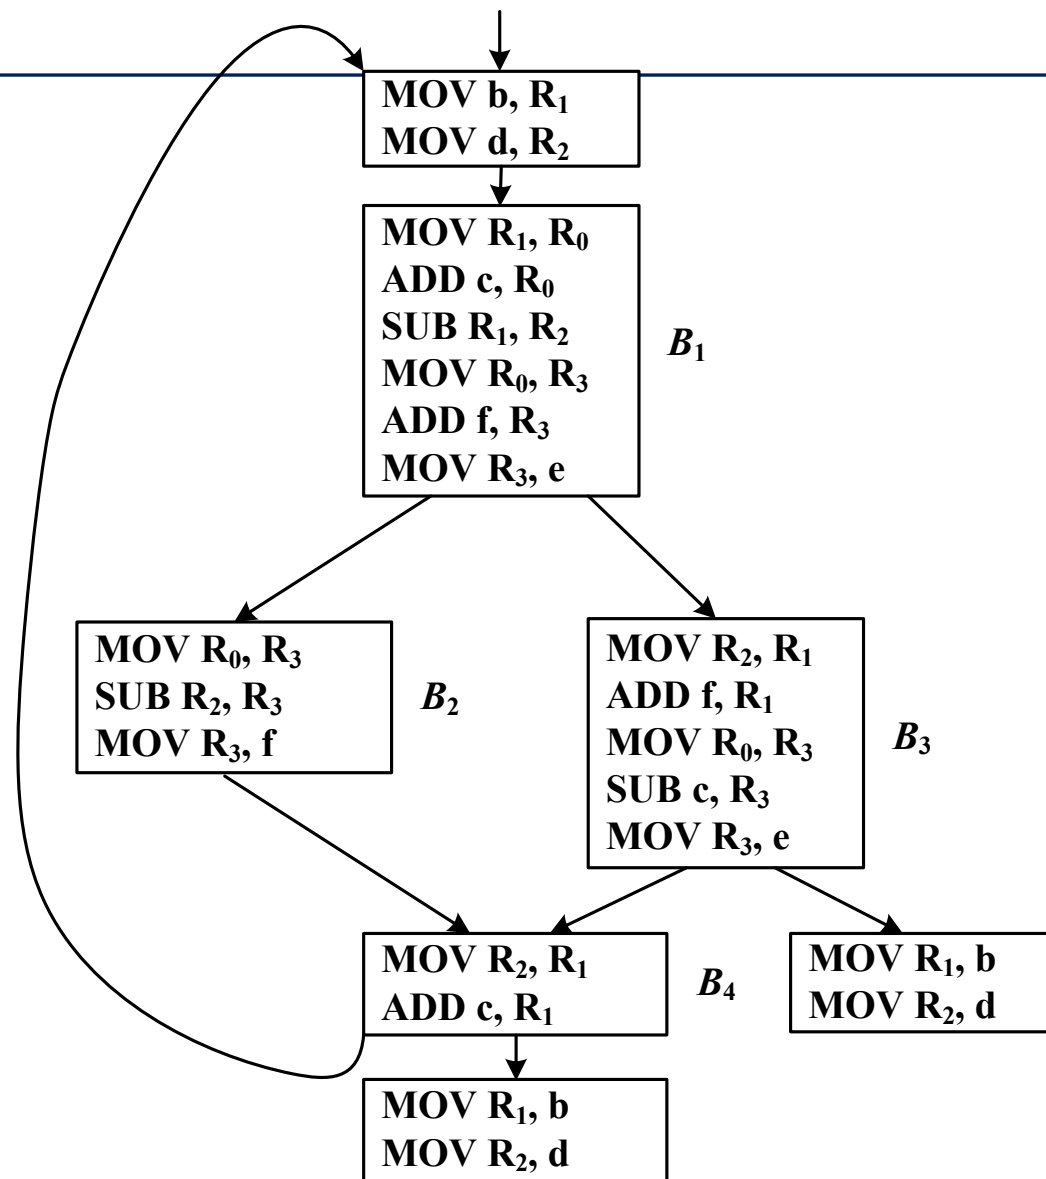 MOV b, R₁
MOV d, R₂
MOV R₁, R₀
ADD c, R₀
SUB R₁, R₂
MOV R₀, R₃
ADD f, R₃
MOV R₃, e
B₁
MOV R₀, R₃
SUB R₂, R₃
MOV R₃, f
B₂
MOV R₂, R₁
ADD f, R₁
MOV R₀, R₃
SUB c, R₃
MOV R₃, e
B₃
MOV R₂, R₁
ADD c, R₁
B₄
MOV R₁, b
MOV R₂, d
MOV R₁, b
MOV R₂, d